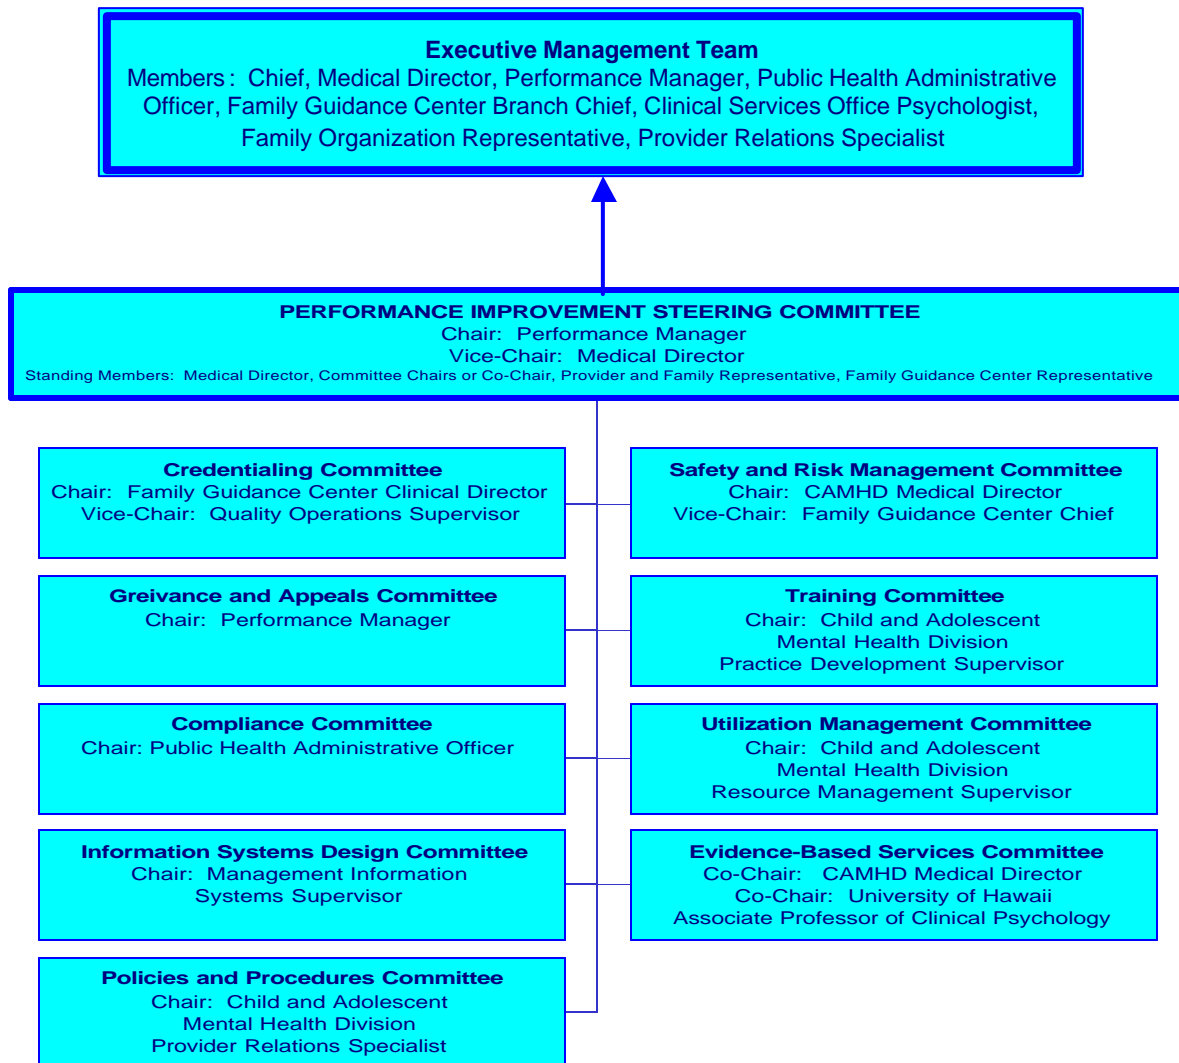 Executive Management Team
Members: Chief, Medical Director, Performance Manager, Public Health Administrative
Officer, Family Guidance Center Branch Chief, Clinical Services Office Psychologist,
Family Organization Representative, Provider Relations Specialist
PERFORMANCE IMPROVEMENT STEERING COMMITTEE
Chair: Performance Manager
Vice-Chair: Medical Director
Standing Members: Medical Director, Committee Chairs or Co-Chair, Provider and Family Representative, Family Guidance Center Representative
Credentialing Committee
Chair: Family Guidance Center Clinical Director
Vice-Chair: Quality Operations Supervisor
Safety and Risk Management Committee
Chair: CAMHD Medical Director
Vice-Chair: Family Guidance Center Chief
Greivance and Appeals Committee
Chair: Performance Manager
Training Committee
Chair: Child and Adolescent
Mental Health Division
Practice Development Supervisor
Compliance Committee
Chair: Public Health Administrative Officer
Utilization Management Committee
Chair: Child and Adolescent
Mental Health Division
Resource Management Supervisor
Information Systems Design Committee
Chair: Management Information
Systems Supervisor
Evidence-Based Services Committee
Co-Chair: CAMHD Medical Director
Co-Chair: University of Hawaii
Associate Professor of Clinical Psychology
Policies and Procedures Committee
Chair: Child and Adolescent
Mental Health Division
Provider Relations Specialist